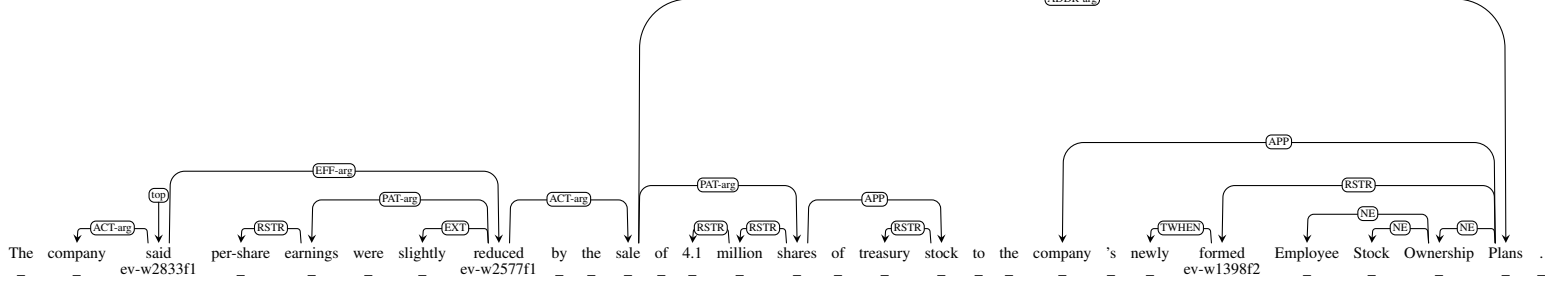 ADDR-arg
APP
EFF-arg
PAT-arg
RSTR
top
PAT-arg
ACT-arg
APP
NE
ACT-arg
RSTR
EXT
RSTR
RSTR
RSTR
TWHEN
NE
NE
The company said per-share earnings were slightly reduced by the sale of 4.1 million shares of treasury stock to the company 's newly formed Employee Stock Ownership Plans .
_ _ ev-w2833f1 _ _ _ _ ev-w2577f1 _ _ _ _ _ _ _ _ _ _ _ _ _ _ _ ev-w1398f2 _ _ _ _ _